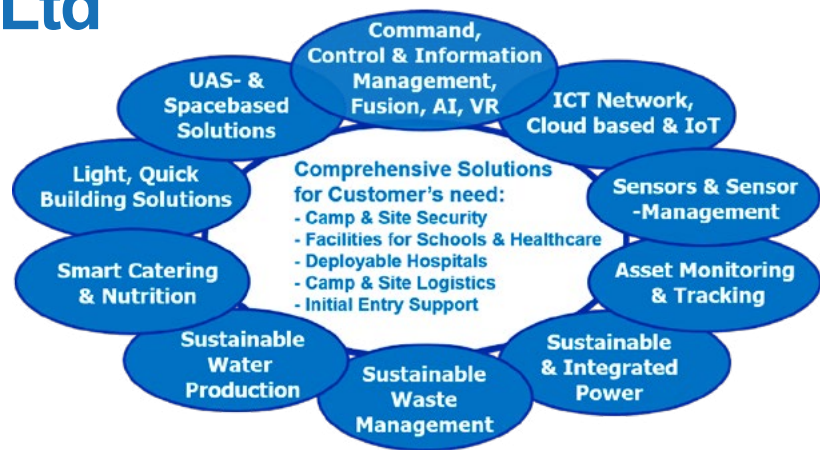 Ltd
Command,
Control & Information
Management,
Fusion, AI, VR
ICT Network,
Cloud based & IoT
Sensors & Sensor
-Management
Asset Monitoring
& Tracking
Sustainable
& Integrated
Power
Sustainable
Waste
Management
Sustainable
Water
Production
Smart Catering
& Nutrition
Light, Quick
Building Solutions
UAS- &
Spacebased
Solutions
Comprehensive Solutions
for Customer's need:
- Camp & Site Security
- Facilities for Schools & Healthcare
- Deployable Hospitals
- Camp & Site Logistics
- Initial Entry Support